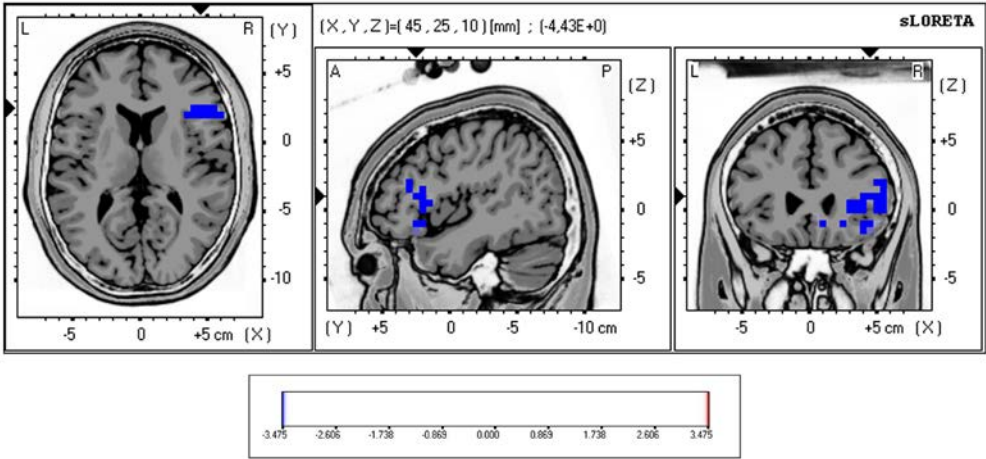 L R (Y)
+5
0
-5
-10
-5 0 +5 cm (X)
(X, Y, Z)=(45, 25, 10) [mm] ; (-4,43E+0)
sLORETA
A P (Z)
+5
0
-5
(Y) +5 0 -5 -10 cm
L R (Z)
+5
0
-5
-5 0 +5 cm (X)
-3.475 -2.606 -1.738 -0.869 0.000 0.869 1.738 2.606 3.475